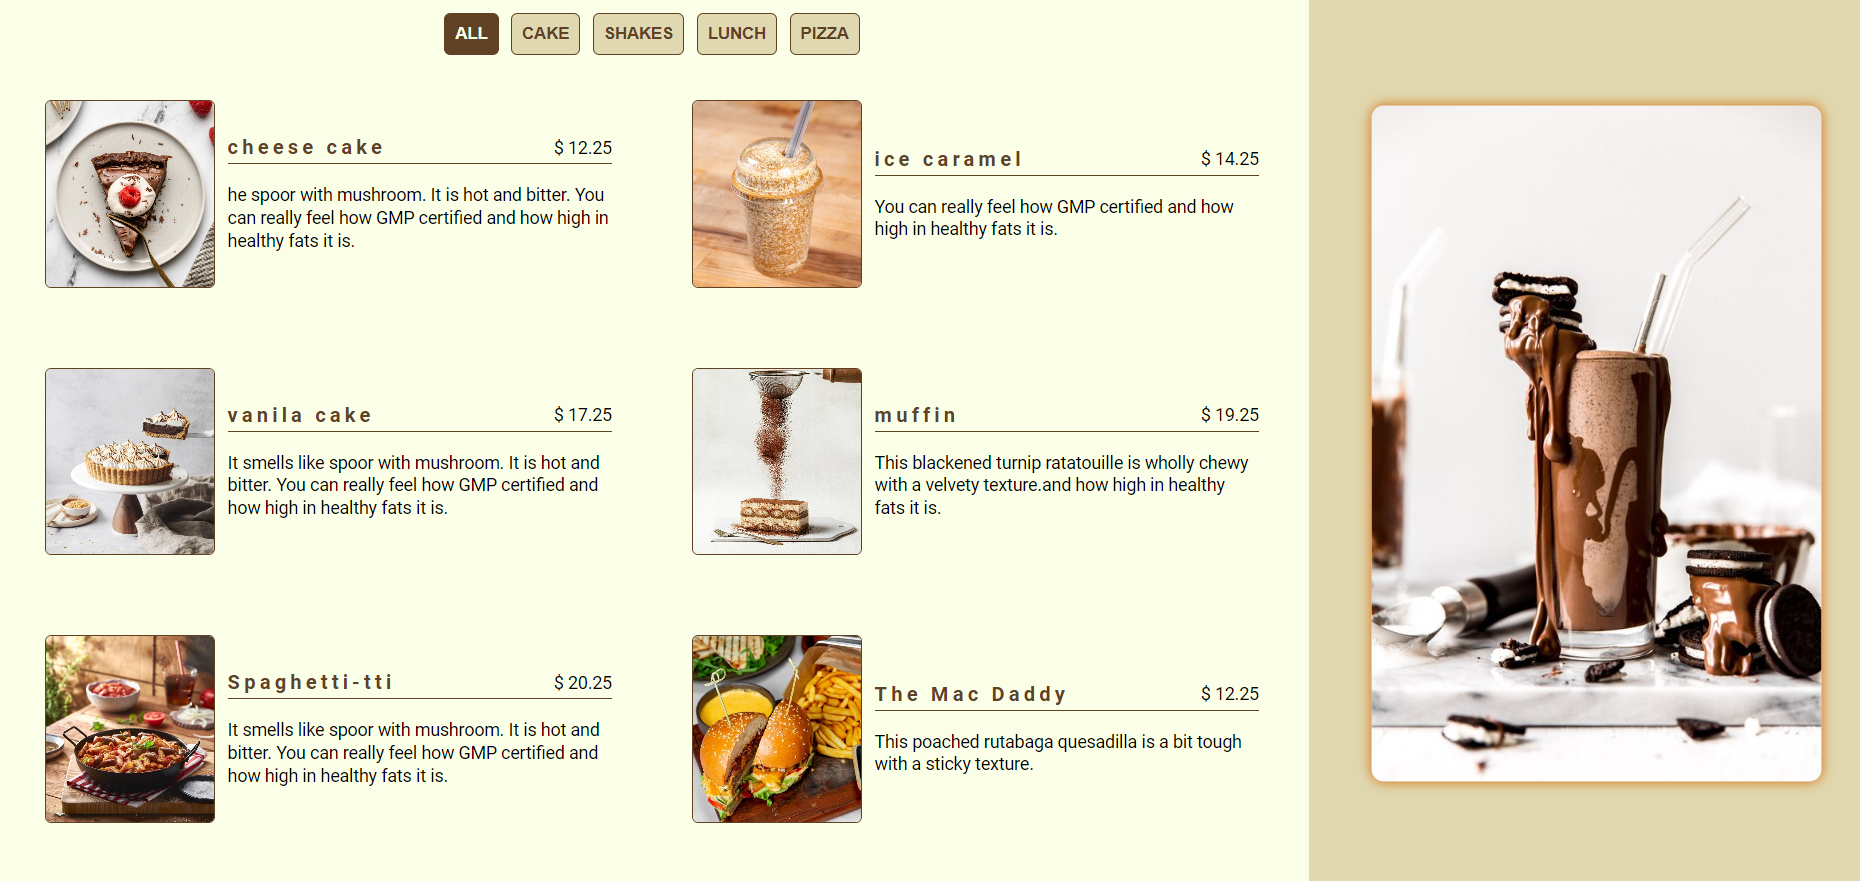 ALL CAKE SHAKES LUNCH PIZZA
cheese cake $ 12.25
he spoor with mushroom. It is hot and bitter. You
can really feel how GMP certified and how high in
healthy fats it is.
ice caramel $ 14.25
You can really feel how GMP certified and how
high in healthy fats it is.
vanila cake $ 17.25
It smells like spoor with mushroom. It is hot and
bitter. You can really feel how GMP certified and
how high in healthy fats it is.
muffin $ 19.25
This blackened turnip ratatouille is wholly chewy
with a velvety texture.and how high in healthy
fats it is.
Spaghetti-tti $ 20.25
It smells like spoor with mushroom. It is hot and
bitter. You can really feel how GMP certified and
how high in healthy fats it is.
The Mac Daddy $ 12.25
This poached rutabaga quesadilla is a bit tough
with a sticky texture.